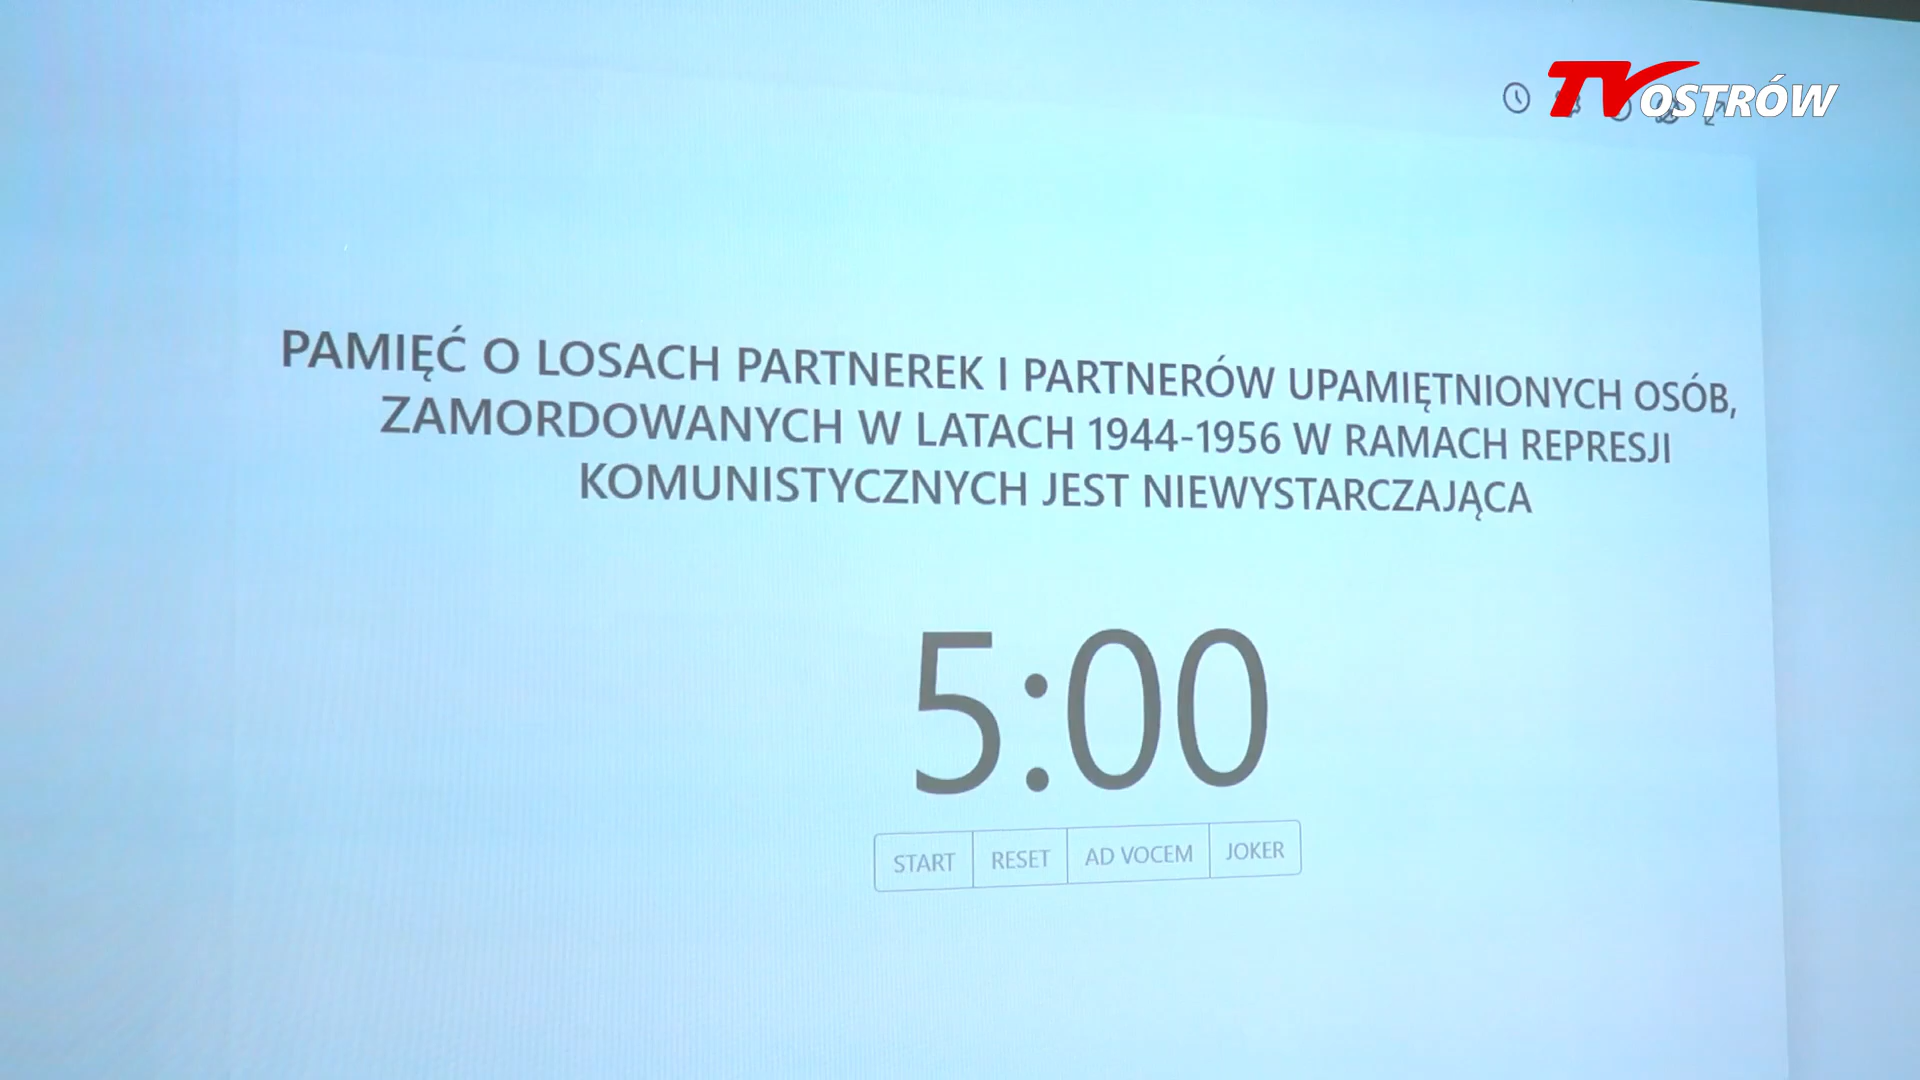 TV OSTRÓW
PAMIĘĆ O LOSACH PARTNEREK I PARTNERÓW UPAMIĘTNIONYCH OSÓB,
ZAMORDOWANYCH W LATACH 1944-1956 W RAMACH REPRESJI
KOMUNISTYCZNYCH JEST NIEWYSTARCZAJĄCA
5:00
START RESET AD VOCEM JOKER